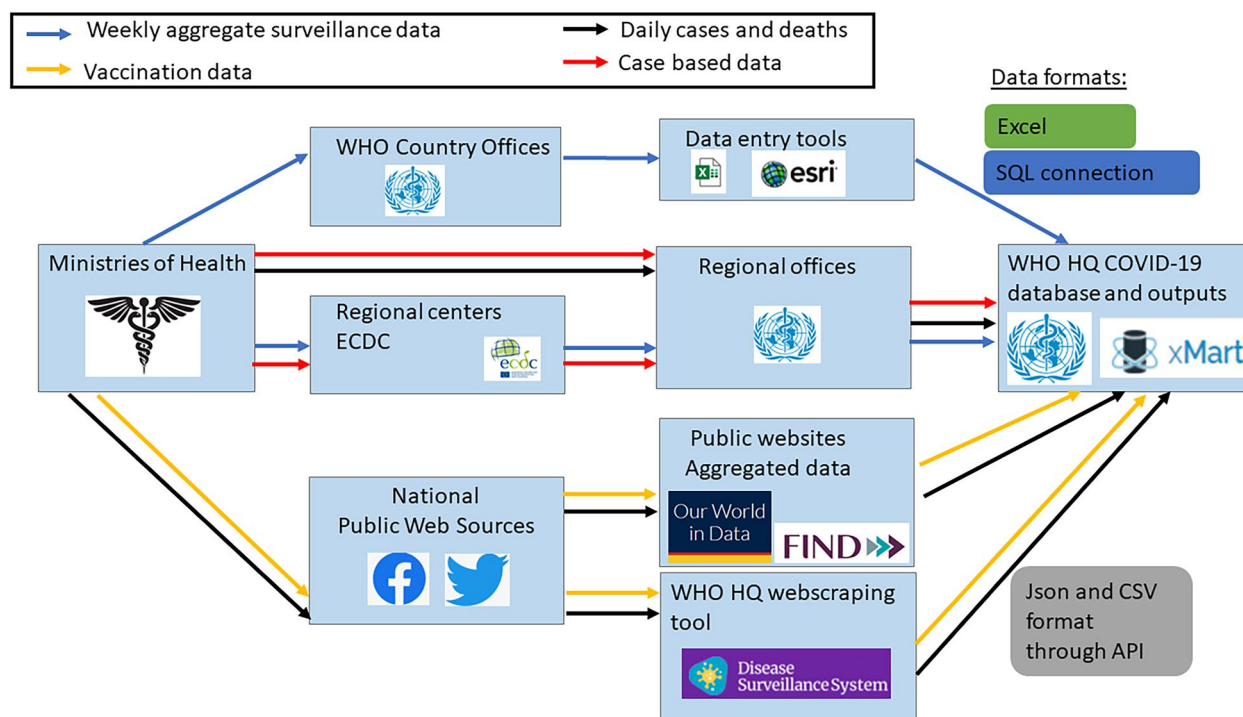 Weekly aggregate surveillance data
Daily cases and deaths
Vaccination data
Case based data
Data formats:
Excel
SQL connection
WHO Country Offices
Data entry tools
esri
Ministries of Health
Regional offices
WHO HQ COVID-19
database and outputs
xMart
Regional centers
ECDC
ecdc
National
Public Web Sources
Public websites
Aggregated data
Our World
in Data
FIND
WHO HQ webscraping
tool
Disease
Surveillance System
Json and CSV
format
through API